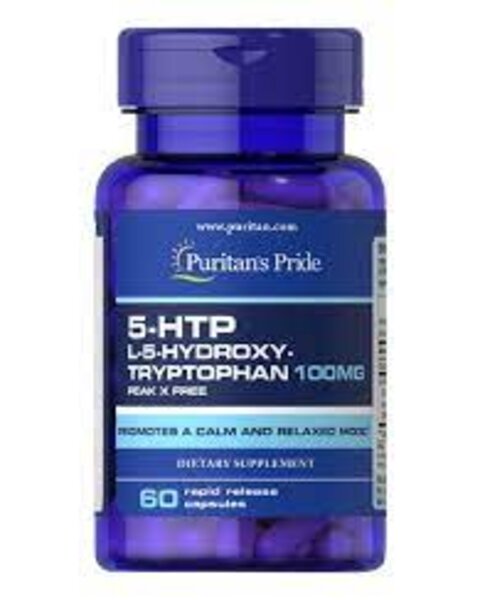 www.puritan.com
Puritan's Pride
5-HTP
L-5-HYDROXY-
TRYPTOPHAN 100MG
PEAK X FREE
PROMOTES A CALM AND RELAXED MOOD
DIETARY SUPPLEMENT
60 rapid release
capsules